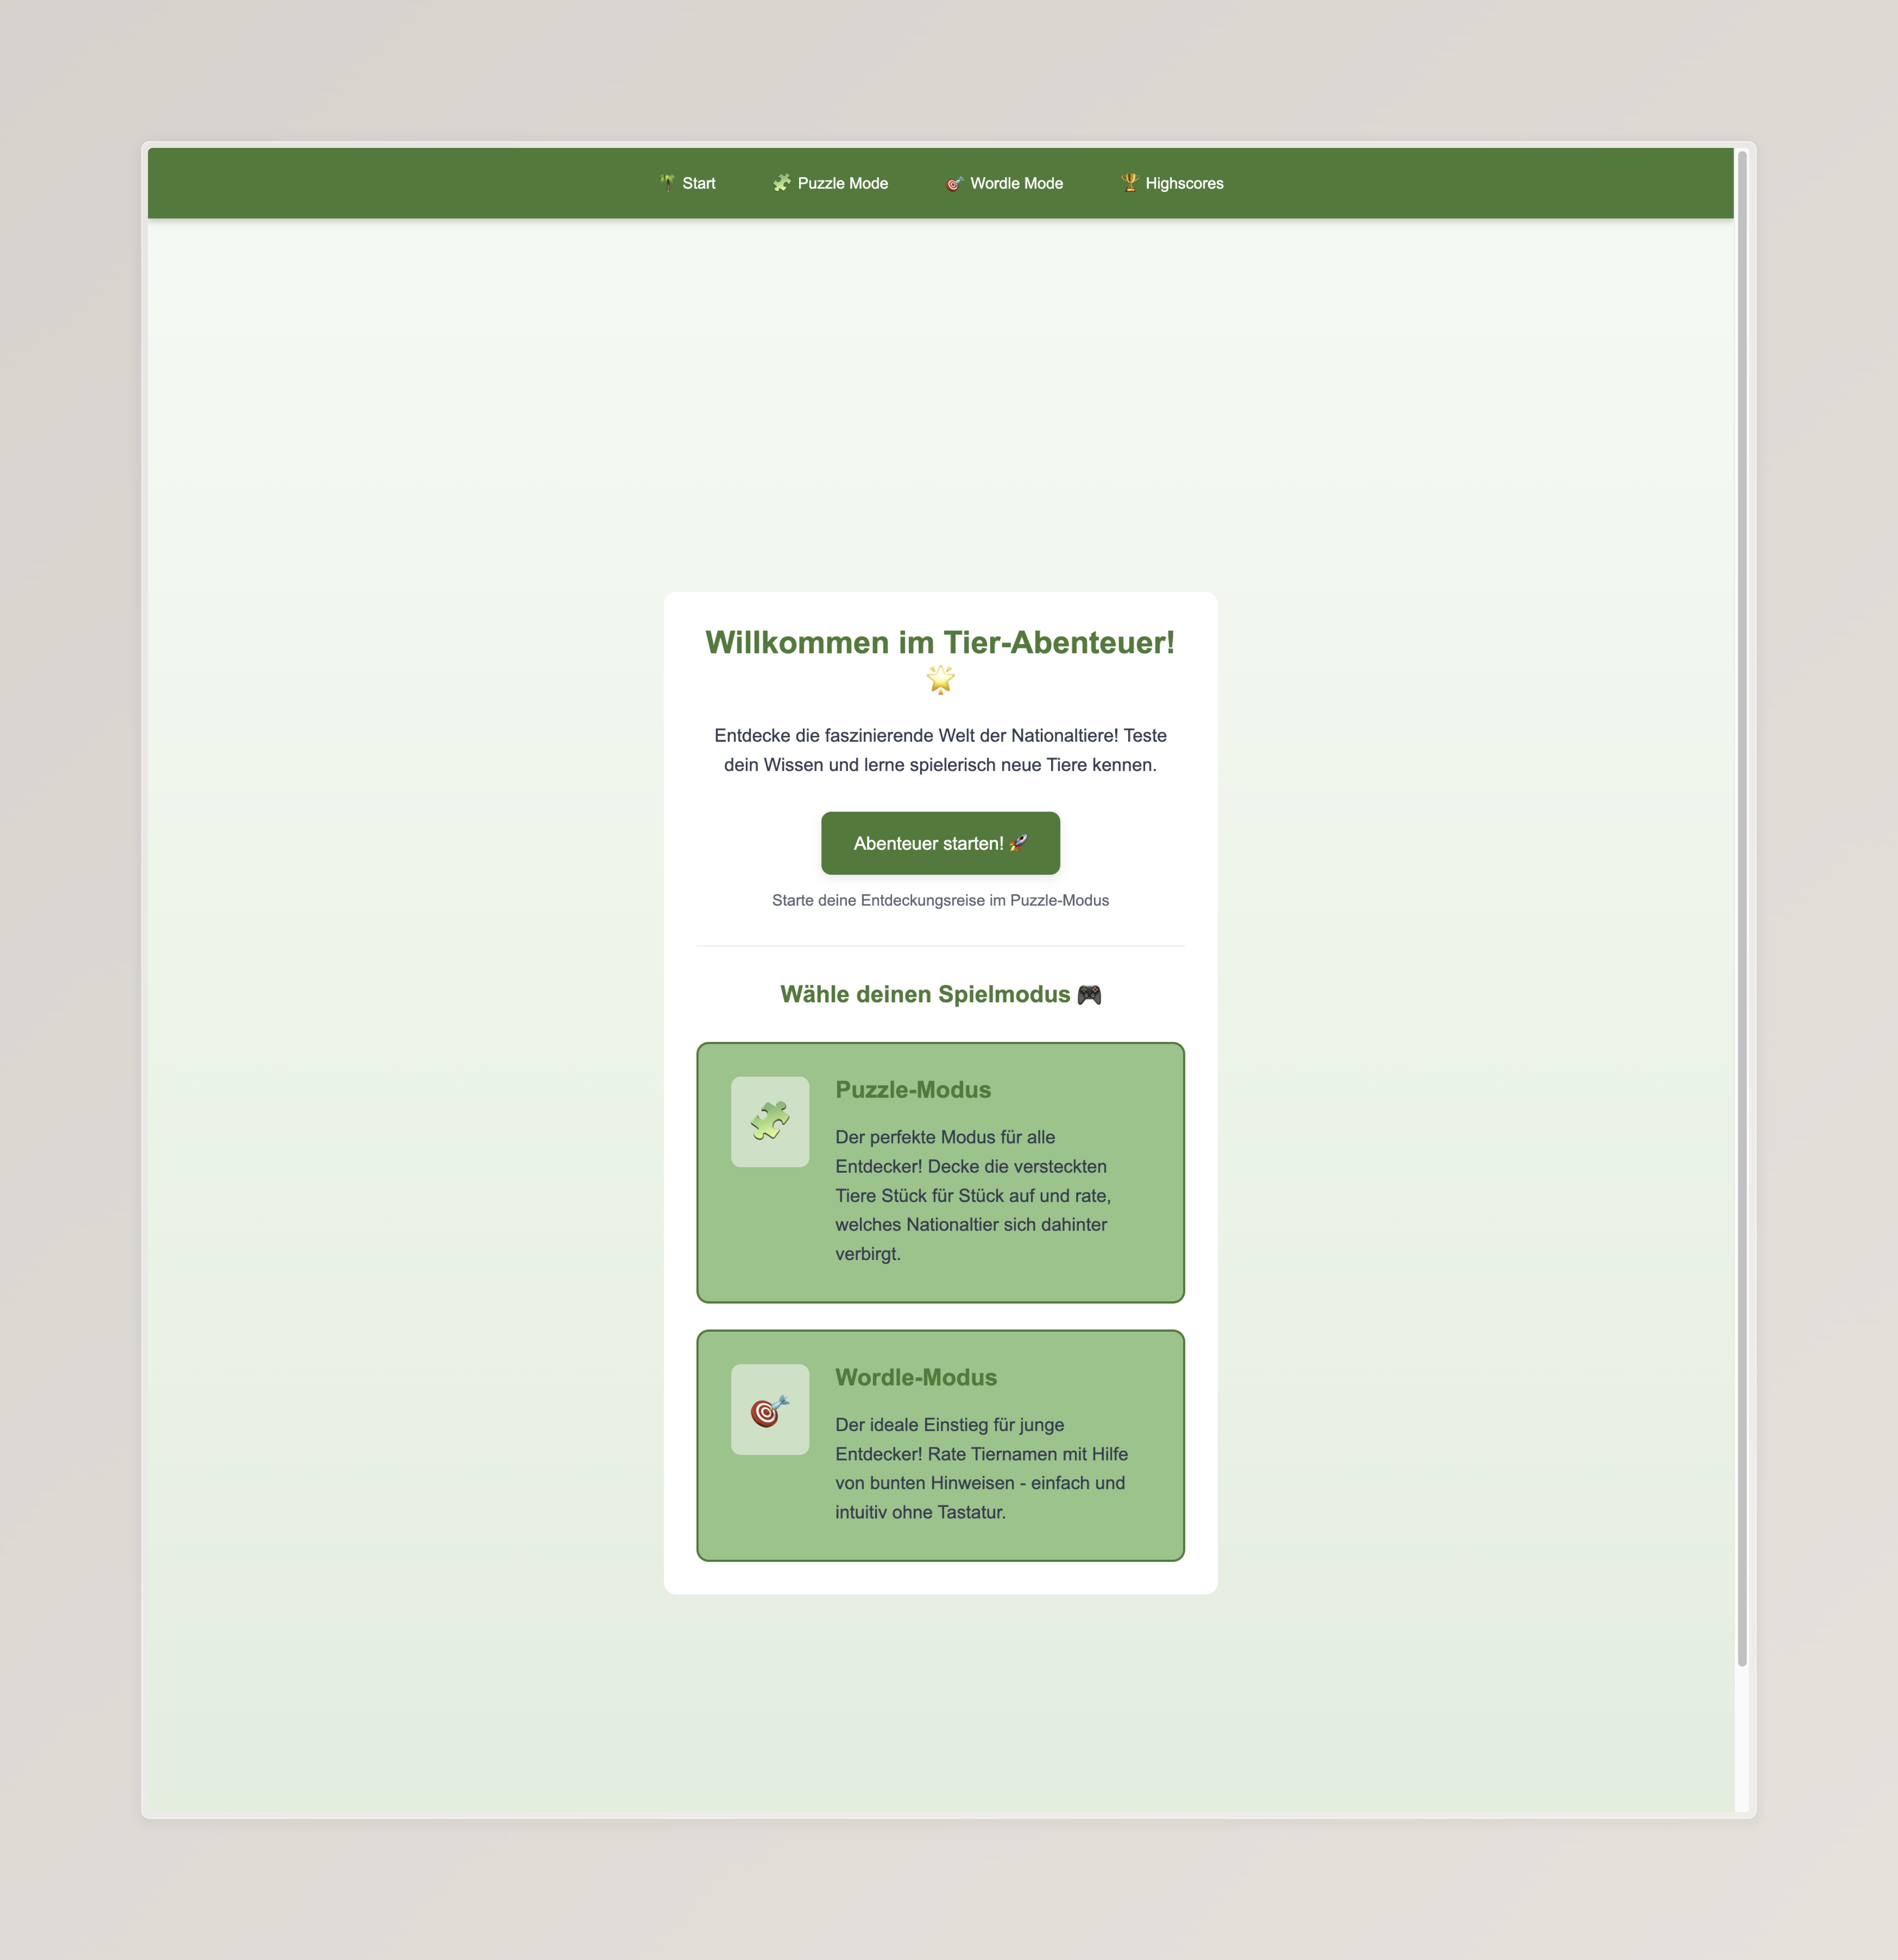 🌴 Start 🧩 Puzzle Mode 🎯 Wordle Mode 🏆 Highscores
Willkommen im Tier-Abenteuer!
🌟
Entdecke die faszinierende Welt der Nationaltiere! Teste
dein Wissen und lerne spielerisch neue Tiere kennen.
Abenteuer starten! 🚀
Starte deine Entdeckungsreise im Puzzle-Modus
Wähle deinen Spielmodus 🎮
🧩
Puzzle-Modus
Der perfekte Modus für alle
Entdecker! Decke die versteckten
Tiere Stück für Stück auf und rate,
welches Nationaltier sich dahinter
verbirgt.
🎯
Wordle-Modus
Der ideale Einstieg für junge
Entdecker! Rate Tiernamen mit Hilfe
von bunten Hinweisen - einfach und
intuitiv ohne Tastatur.